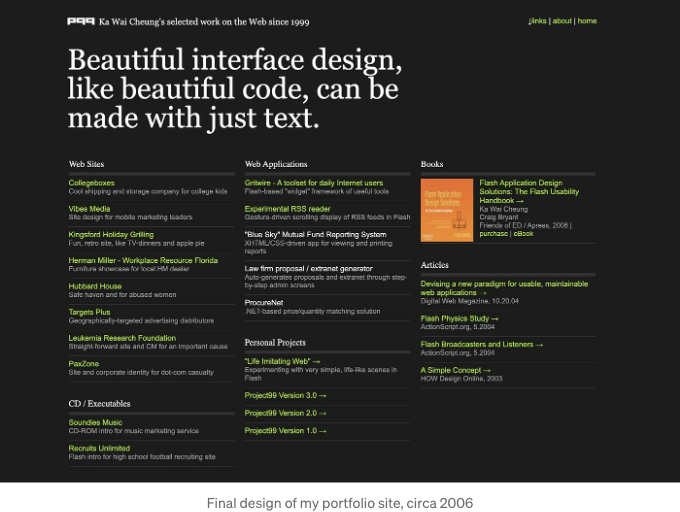 p99 Ka Wai Cheung's selected work on the Web since 1999
↓links | about | home
Beautiful interface design,
like beautiful code, can be
made with just text.
Web Sites
Collegeboxes
Cool shipping and storage company for college kids
Vibes Media
Site design for mobile marketing leaders
Kingsford Holiday Grilling
Fun, retro site, like TV-dinners and apple pie
Herman Miller - Workplace Resource Florida
Furniture showcase for local HM dealer
Hubbard House
Safe haven and for abused women
Targets Plus
Geographically-targeted advertising distributors
Leukemia Research Foundation
Straight-forward site and CM for an important cause
PaxZone
Site and corporate identity for dot-com casualty
CD / Executables
Soundies Music
CD-ROM intro for music marketing service
Recruits Unlimited
Flash intro for high school football recruiting site
Web Applications
Gritwire - A toolset for daily Internet users
Flash-based "widget" framework of useful tools
Experimental RSS reader
Gesture-driven scrolling display of RSS feeds in Flash
"Blue Sky" Mutual Fund Reporting System
XHTML/CSS-driven app for viewing and printing
reports
Law firm proposal / extranet generator
Auto-generates proposals and extranets through step-
by-step admin screens
ProcureNet
.NET-based price/quantity matching solution
Personal Projects
"Life Imitating Web" →
Experimenting with very simple, life-like scenes in
Flash
Project99 Version 3.0 →
Project99 Version 2.0 →
Project99 Version 1.0 →
Books
Flash Application
Design Solutions
Flash Application Design
Solutions: The Flash Usability
Handbook →
Ka Wai Cheung
Craig Bryant
Friends of ED / Apress, 2006 |
purchase | eBook
Articles
Devising a new paradigm for usable, maintainable
web applications →
Digital Web Magazine, 10.20.04
Flash Physics Study →
ActionScript.org, 5.2004
Flash Broadcasters and Listeners →
ActionScript.org, 5.2004
A Simple Concept →
HOW Design Online, 2003
Final design of my portfolio site, circa 2006